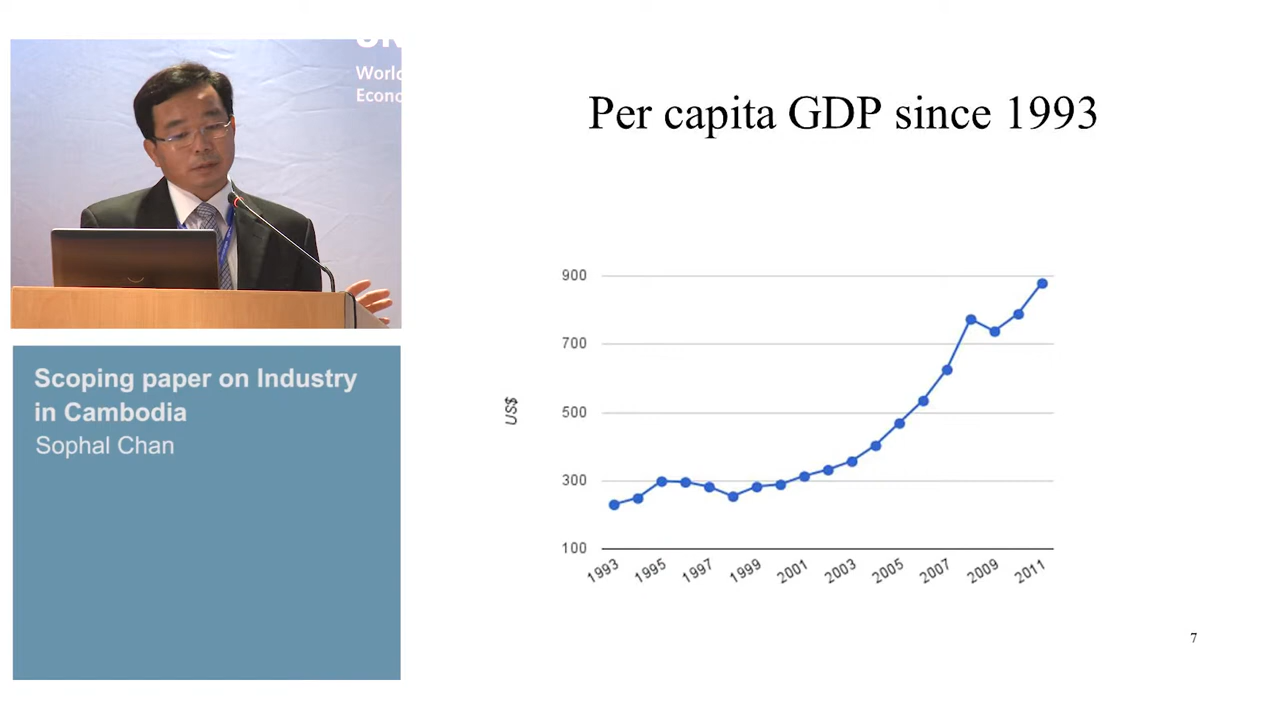 World
Econo
Scoping paper on Industry
in Cambodia
Sophal Chan
Per capita GDP since 1993
900
700
500
300
100
US$
1993 1995 1997 1999 2001 2003 2005 2007 2009 2011
7